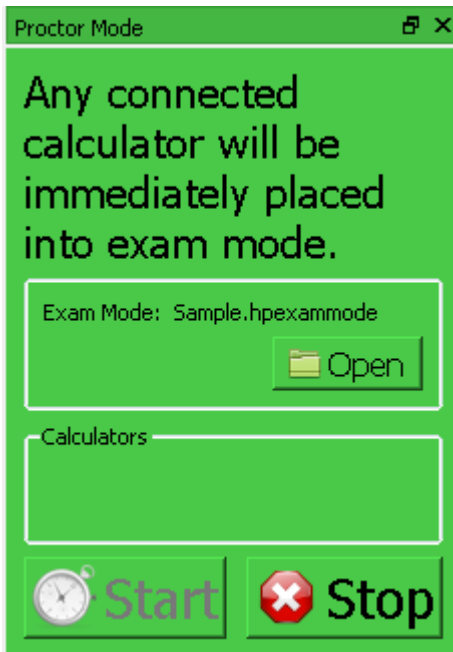 Proctor Mode
Any connected
calculator will be
immediately placed
into exam mode.
Exam Mode: Sample.hpexammode
Open
Calculators
Start
Stop